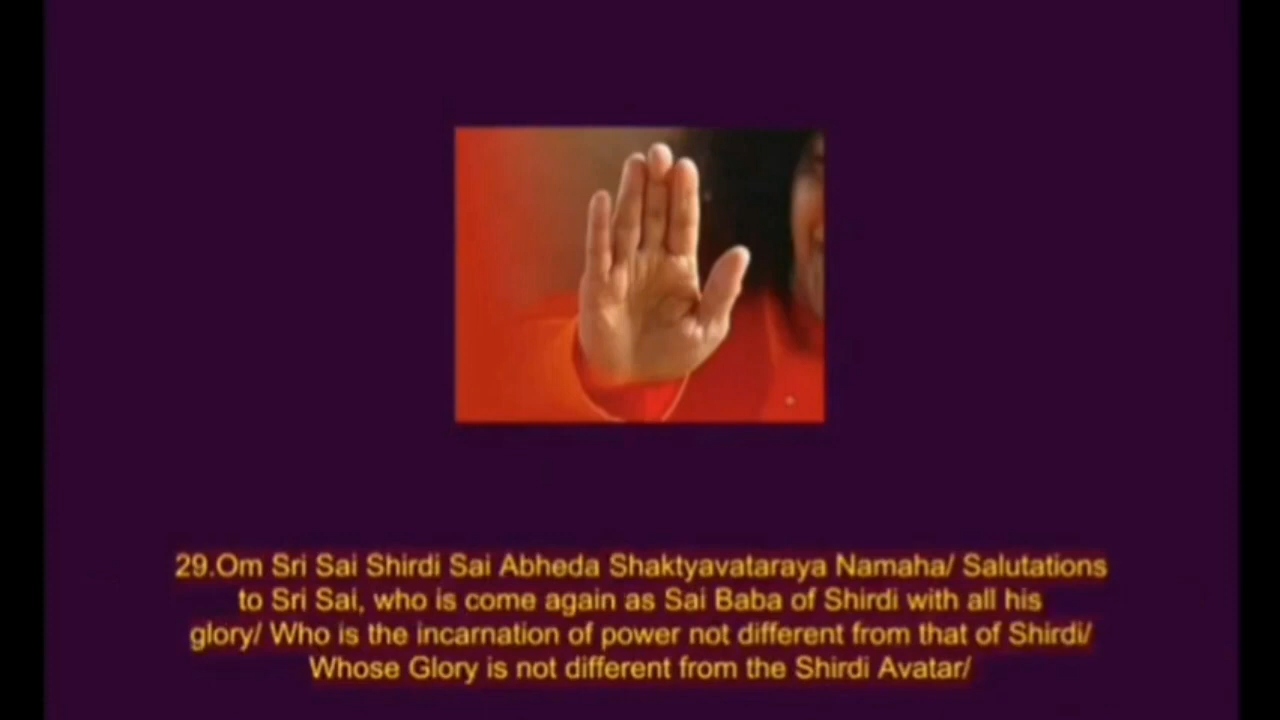 29.Om Sri Sai Shirdi Sai Abheda Shaktyavataraya Namaha/ Salutations
to Sri Sai, who is come again as Sai Baba of Shirdi with all his
glory/ Who is the incarnation of power not different from that of Shirdi/
Whose Glory is not different from the Shirdi Avatar/